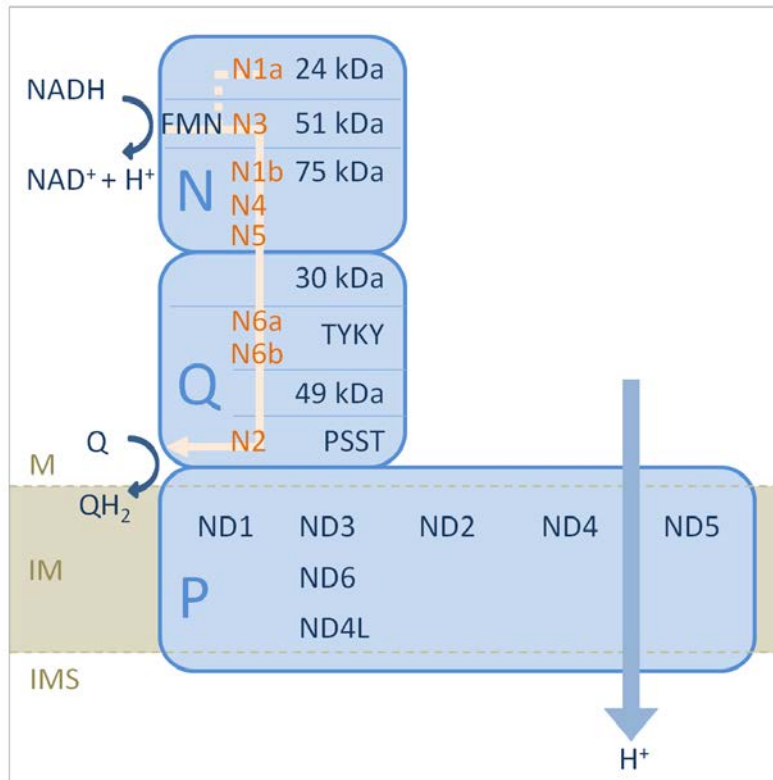 N1a 24 kDa
NADH
FMN N3 51 kDa
NAD⁺ + H⁺
N
N1b 75 kDa
N4
N5
30 kDa
N6a
TYKY
N6b
Q
49 kDa
Q
N2 PSST
M
QH₂
ND1 ND3 ND2 ND4 ND5
IM
P
ND6
ND4L
IMS
H⁺